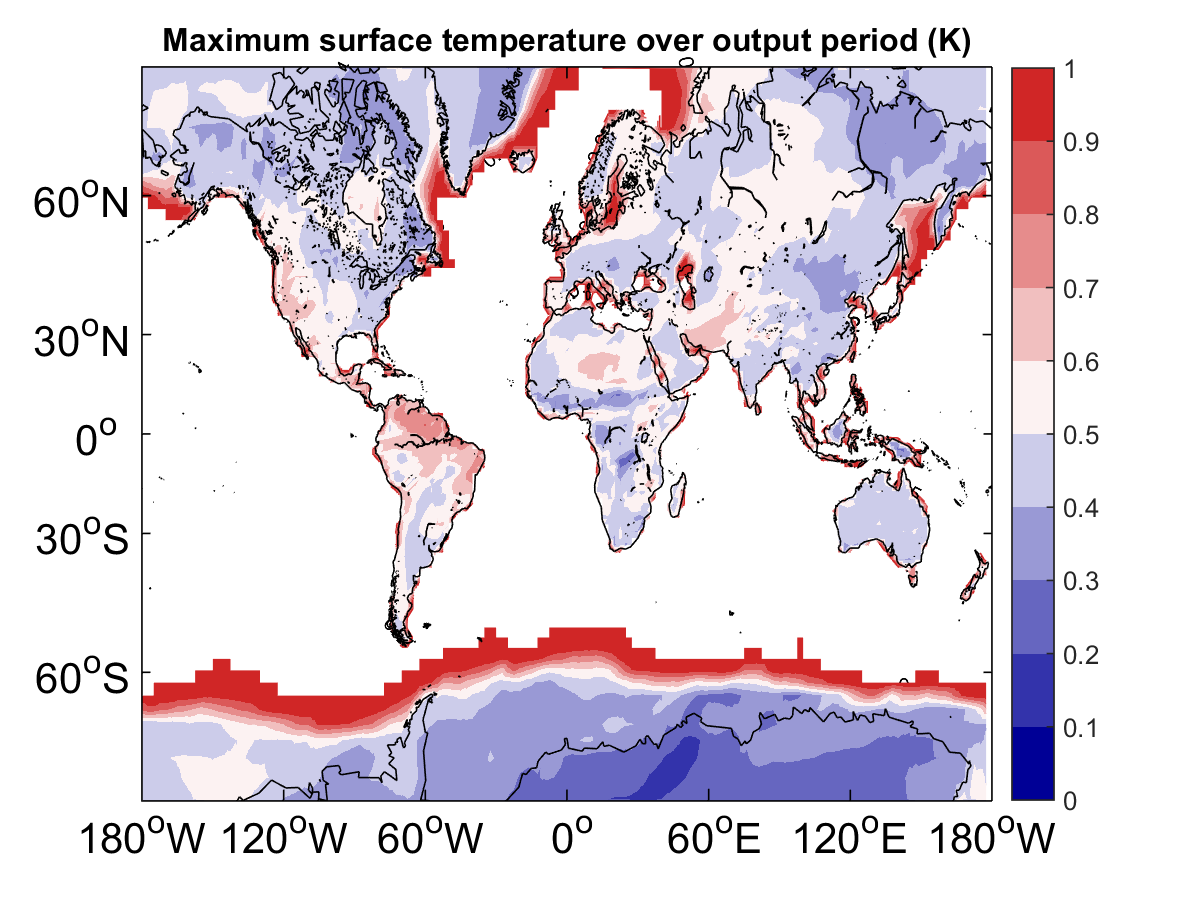 Maximum surface temperature over output period (K)
60°N
30°N
0°
30°S
60°S
180°W 120°W 60°W 0° 60°E 120°E 180°W
1
0.9
0.8
0.7
0.6
0.5
0.4
0.3
0.2
0.1
0